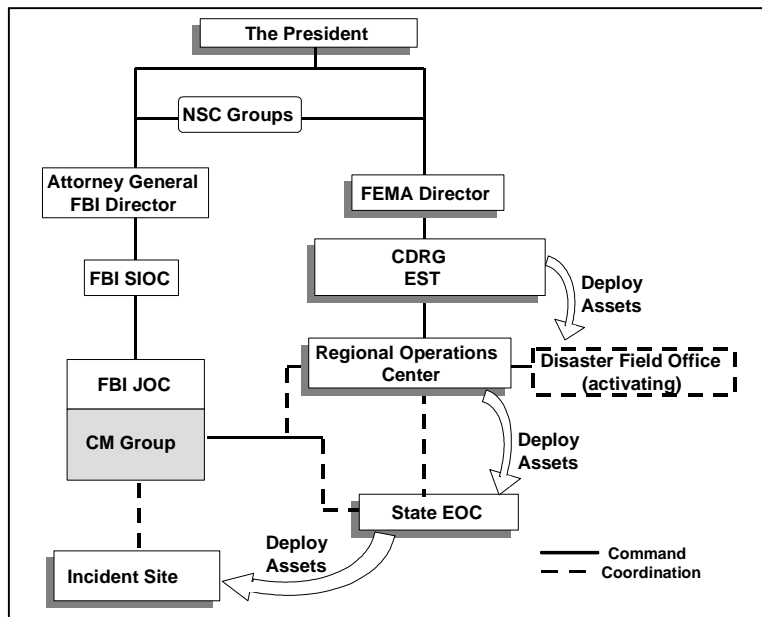 The President
NSC Groups
Attorney General
FBI Director
FEMA Director
FBI SIOC
CDRG
EST
Deploy
Assets
FBI JOC
CM Group
Regional Operations
Center
Disaster Field Office
(activating)
Deploy
Assets
State EOC
Deploy
Assets
Incident Site
Command
Coordination